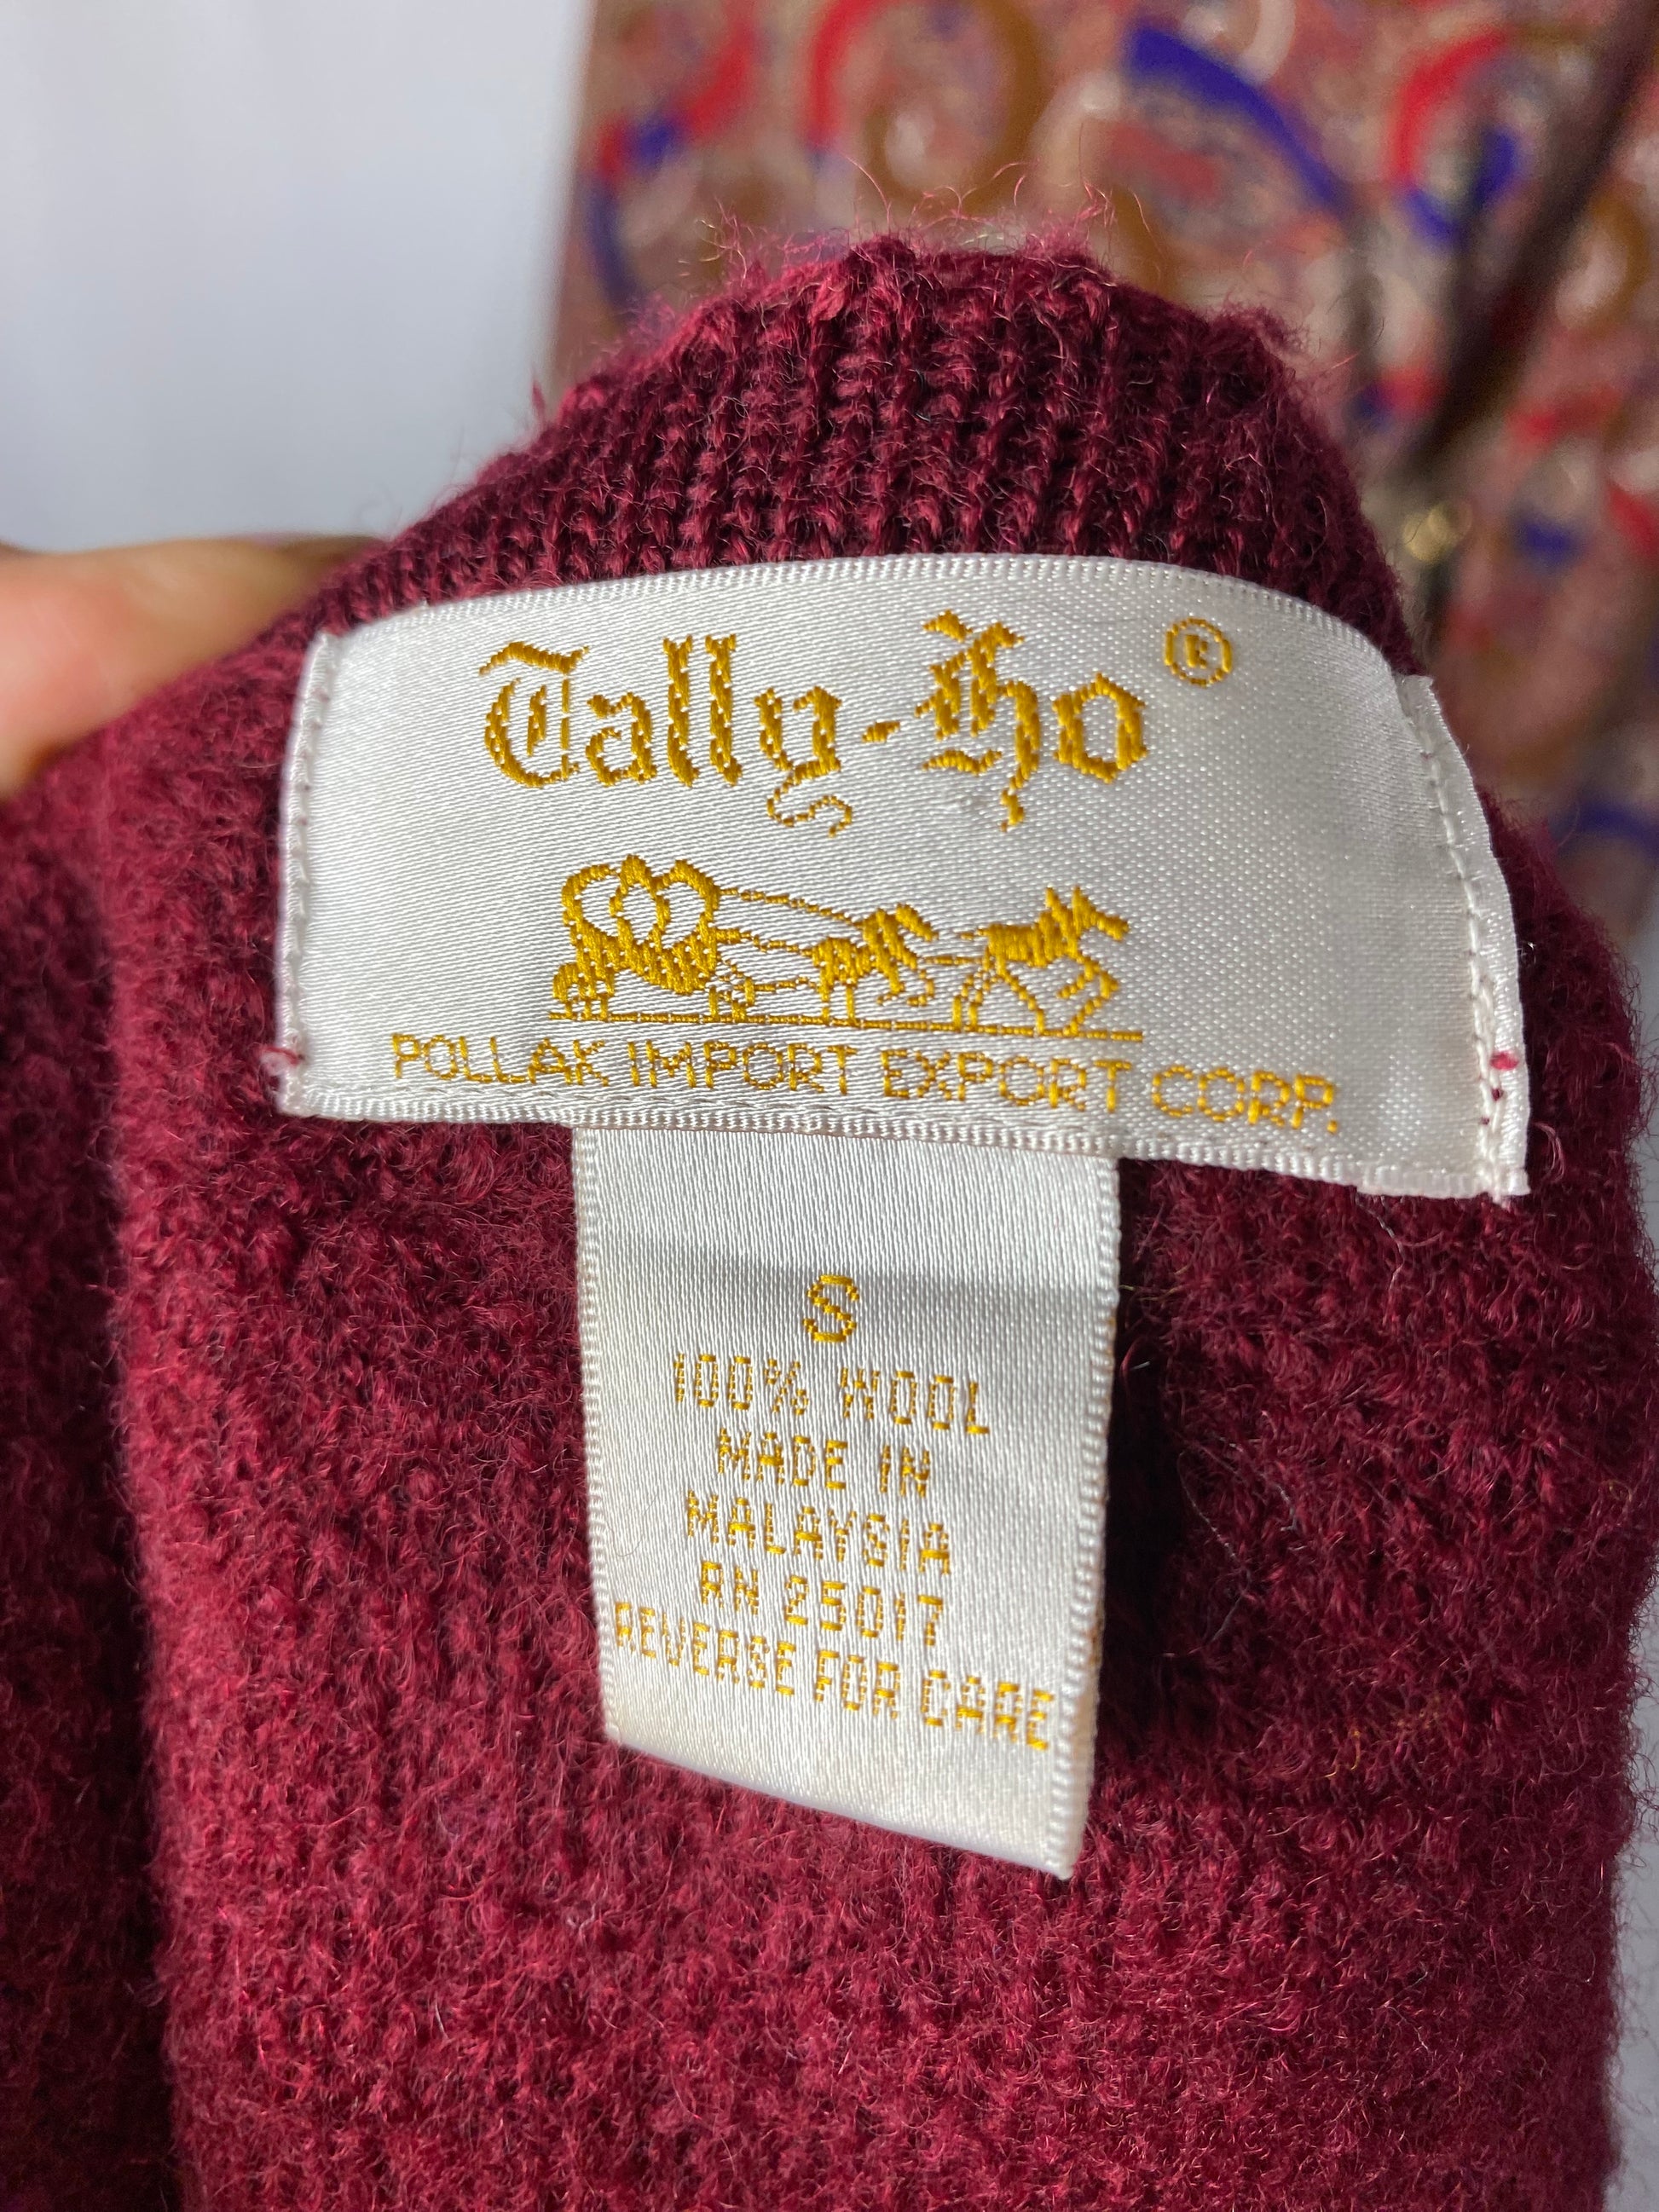 Tally-Ho ®
POLLAK IMPORT EXPORT CORP.
S
100% WOOL
MADE IN
MALAYSIA
RN 25017
REVERSE FOR CARE